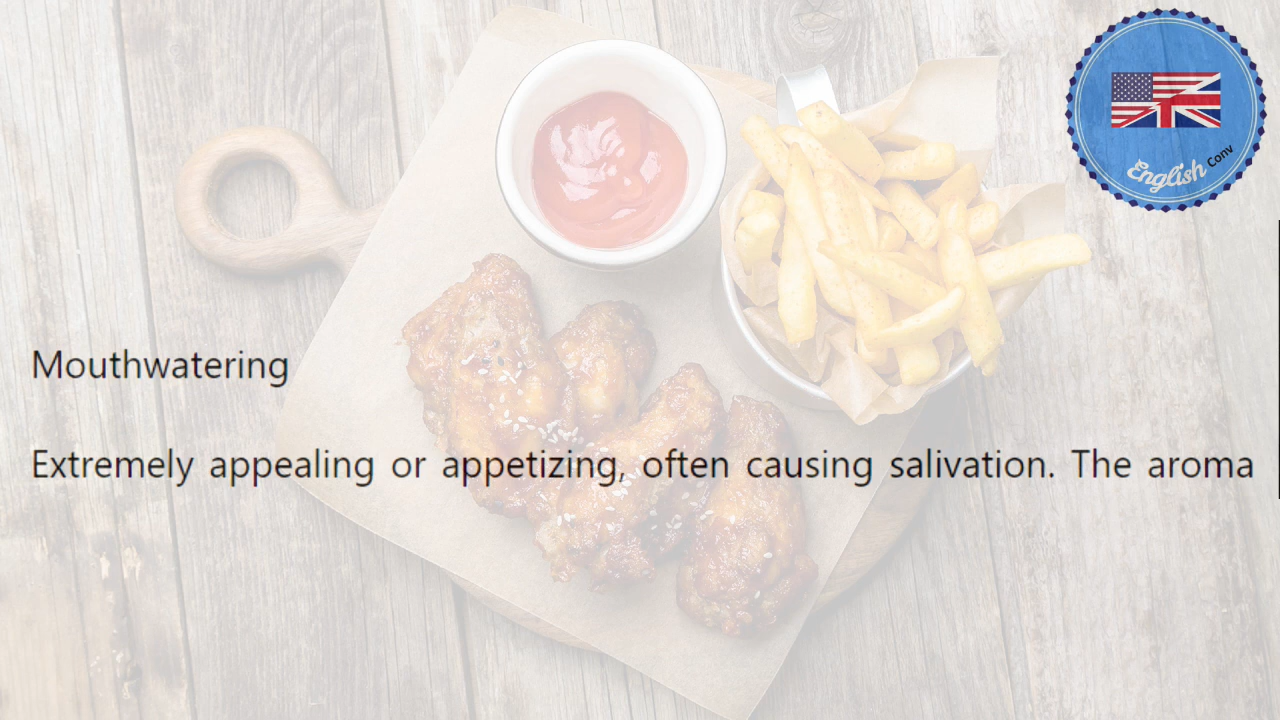 English Conv
Mouthwatering
Extremely appealing or appetizing, often causing salivation. The aroma